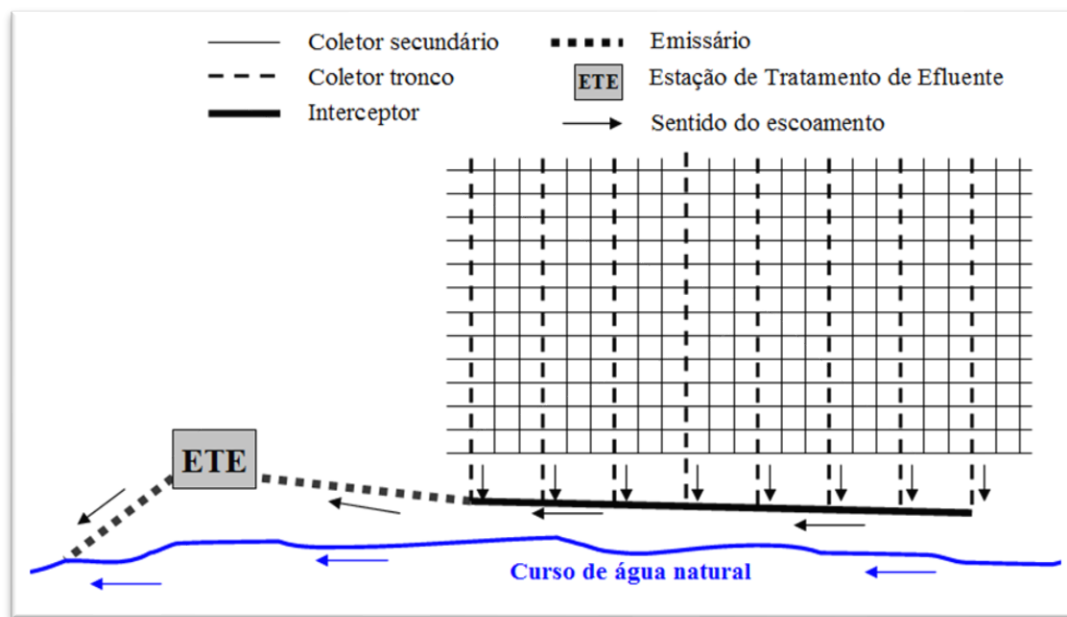 Coletor secundário
Coletor tronco
Interceptor
Emissário
ETE Estação de Tratamento de Efluente
Sentido do escoamento
ETE
Curso de água natural